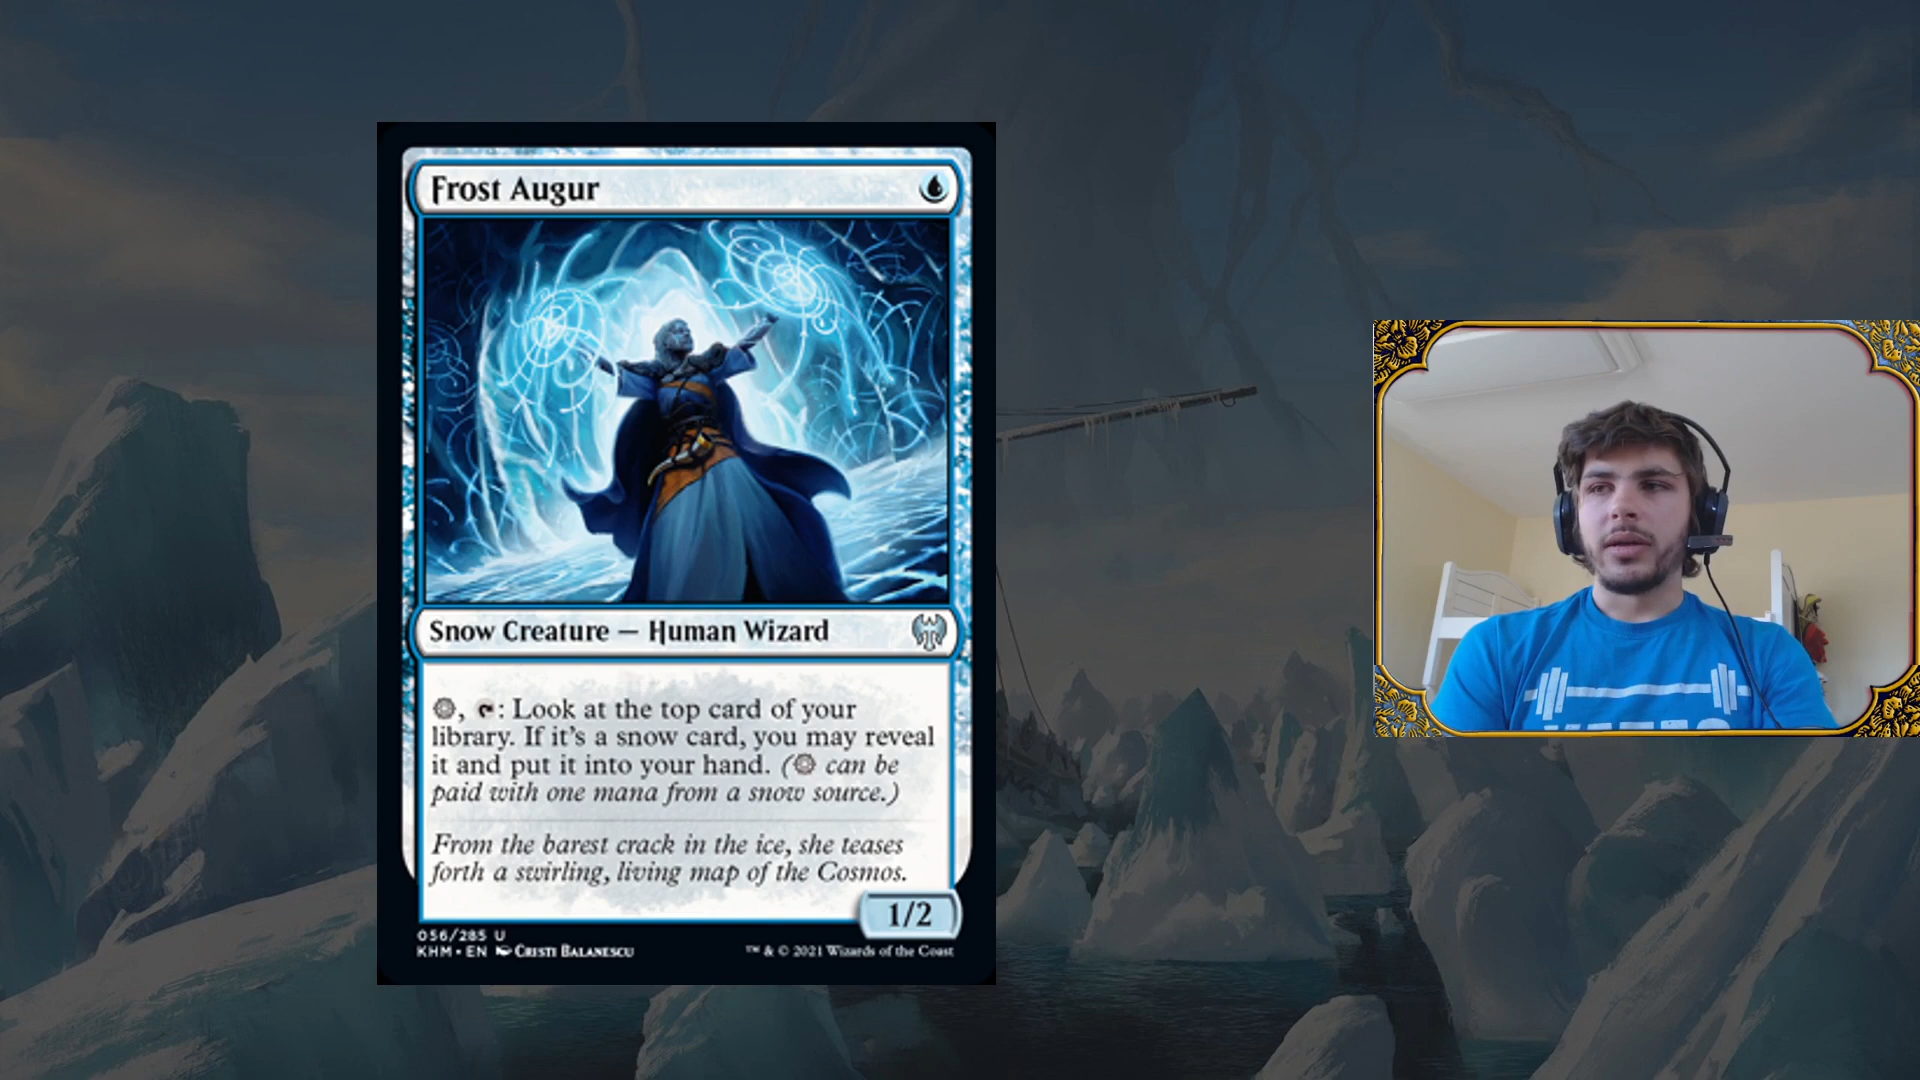 Frost Augur
Snow Creature — Human Wizard
, : Look at the top card of your
library. If it's a snow card, you may reveal
it and put it into your hand. ( can be
paid with one mana from a snow source.)
From the barest crack in the ice, she teases
forth a swirling, living map of the Cosmos.
1/2
056/285 U
KHM • EN Cristi Balanescu
™ & © 2021 Wizards of the Coast